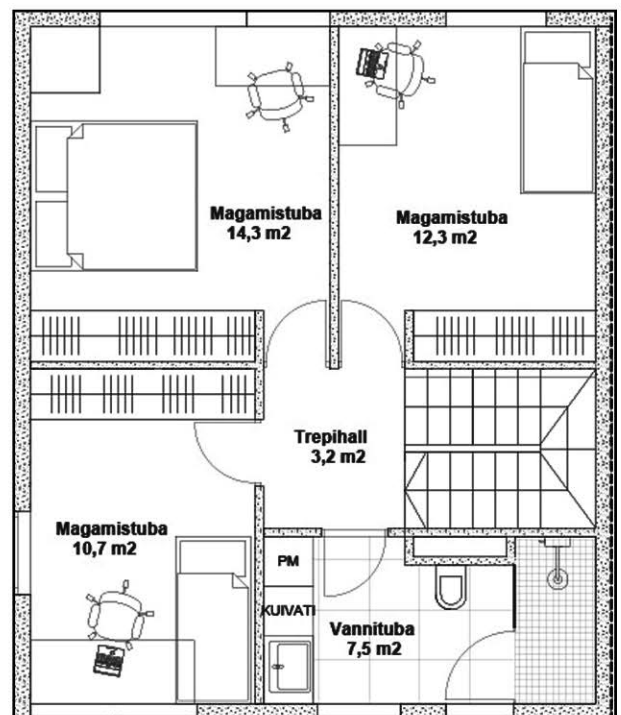 Magamistuba
14,3 m2
Magamistuba
12,3 m2
Trepihall
3,2 m2
Magamistuba
10,7 m2
PM
KUIVATI
Vannituba
7,5 m2